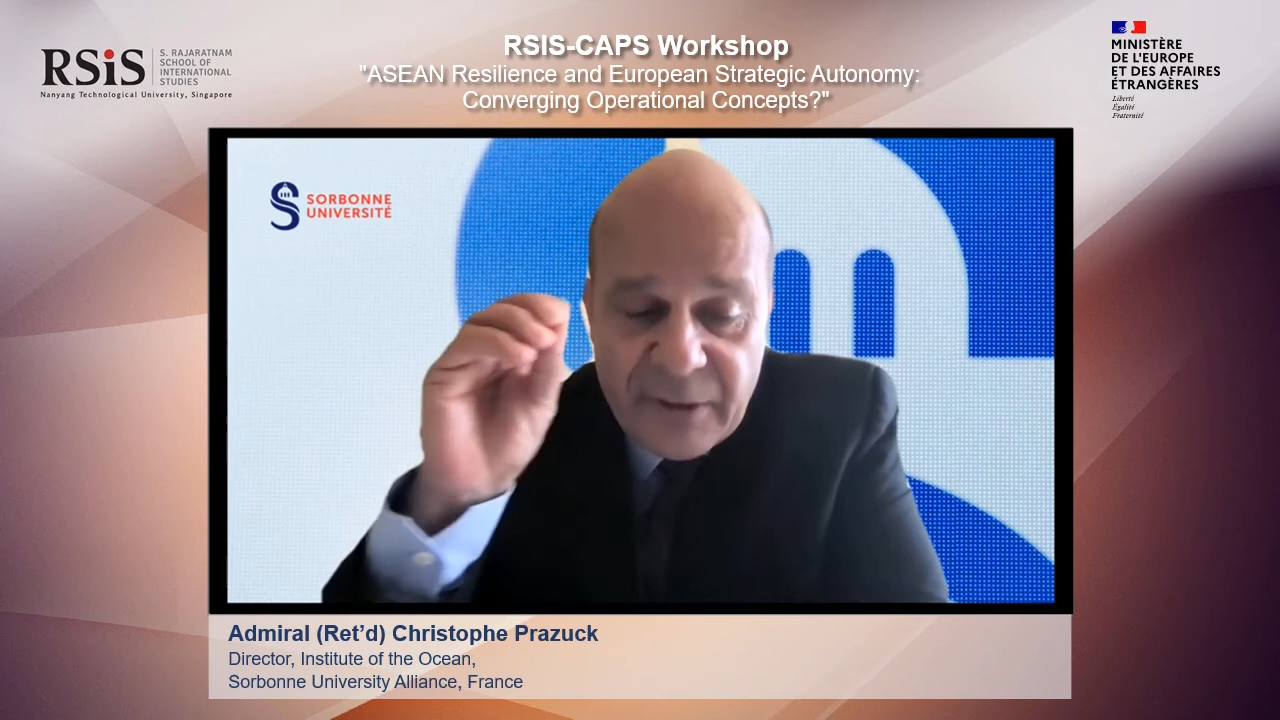 RSIS
S. RAJARATNAM
SCHOOL OF
INTERNATIONAL
STUDIES
Nanyang Technological University, Singapore
RSIS-CAPS Workshop
"ASEAN Resilience and European Strategic Autonomy:
Converging Operational Concepts?"
MINISTÈRE
DE L'EUROPE
ET DES AFFAIRES
ÉTRANGÈRES
Liberté
Égalité
Fraternité
SORBONNE
UNIVERSITÉ
Admiral (Ret’d) Christophe Prazuck
Director, Institute of the Ocean,
Sorbonne University Alliance, France